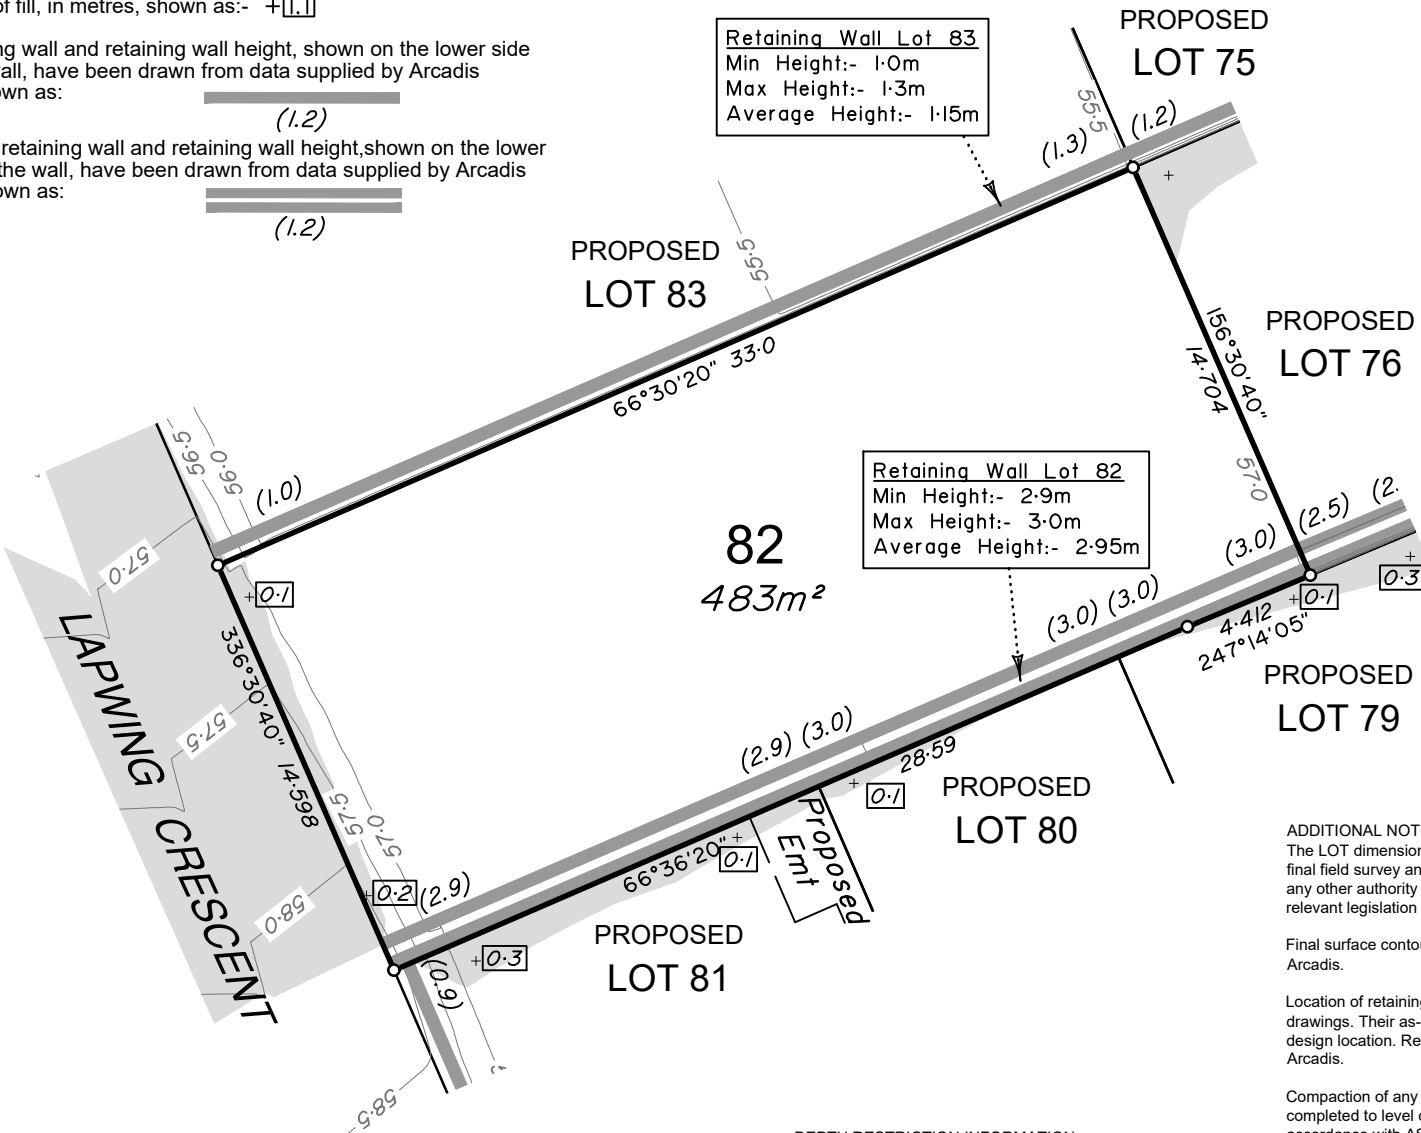 of fill, in metres, shown as:- +1.1
ng wall and retaining wall height, shown on the lower side
all, have been drawn from data supplied by Arcadis
own as:
(1.2)
retaining wall and retaining wall height,shown on the lower
the wall, have been drawn from data supplied by Arcadis
own as:
(1.2)
Retaining Wall Lot 83
Min Height:- 1·0m
Max Height:- 1·3m
Average Height:- 1·15m
PROPOSED
LOT 75
55·5
(1.3)
(1.2)
PROPOSED
LOT 83
55·5
66°30'20" 33·0
156°30'40"
14·704
PROPOSED
LOT 76
56·5
56·0
(1.0)
57·0
0·1
Retaining Wall Lot 82
Min Height:- 2·9m
Max Height:- 3·0m
Average Height:- 2·95m
57·0
(2.
(2.5)
(3.0)
82
483m²
(3.0)
(3.0)
0·3
0·1
4·412
247°14'05"
LAPWING CRESCENT
336°30'40" 14·598
57·5
PROPOSED
LOT 79
(2.9)
(3.0)
28·59
0·1
PROPOSED
LOT 80
57·5
57·0
66°36'20"
0·1
Proposed
Emt
0·2
(2.9)
58·0
PROPOSED
LOT 81
0·3
(0.9)
58·5
ADDITIONAL NOT
The LOT dimension
final field survey an
any other authority
relevant legislation
Final surface conto
Arcadis.
Location of retaining
drawings. Their as-
design location. Re
Arcadis.
Compaction of any
completed to level